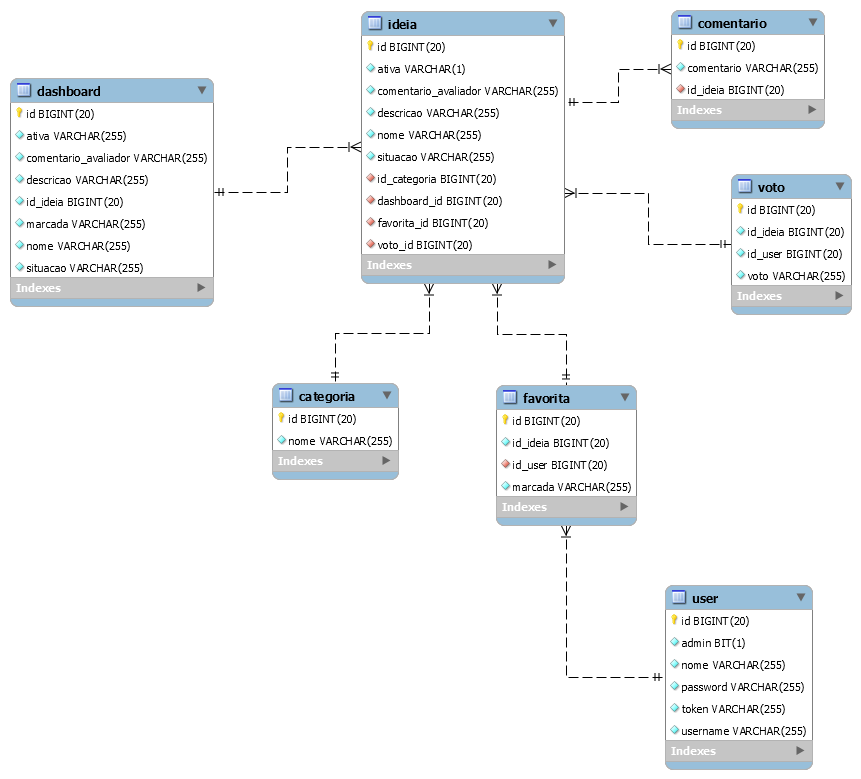 dashboard
id BIGINT(20)
ativa VARCHAR(255)
comentario_avaliador VARCHAR(255)
descricao VARCHAR(255)
id_ideia BIGINT(20)
marcada VARCHAR(255)
nome VARCHAR(255)
situacao VARCHAR(255)
Indexes
ideia
id BIGINT(20)
ativa VARCHAR(1)
comentario_avaliador VARCHAR(255)
descricao VARCHAR(255)
nome VARCHAR(255)
situacao VARCHAR(255)
id_categoria BIGINT(20)
dashboard_id BIGINT(20)
favorita_id BIGINT(20)
voto_id BIGINT(20)
Indexes
comentario
id BIGINT(20)
comentario VARCHAR(255)
id_ideia BIGINT(20)
Indexes
voto
id BIGINT(20)
id_ideia BIGINT(20)
id_user BIGINT(20)
voto VARCHAR(255)
Indexes
categoria
id BIGINT(20)
nome VARCHAR(255)
Indexes
favorita
id BIGINT(20)
id_ideia BIGINT(20)
id_user BIGINT(20)
marcada VARCHAR(255)
Indexes
user
id BIGINT(20)
admin BIT(1)
nome VARCHAR(255)
password VARCHAR(255)
token VARCHAR(255)
username VARCHAR(255)
Indexes